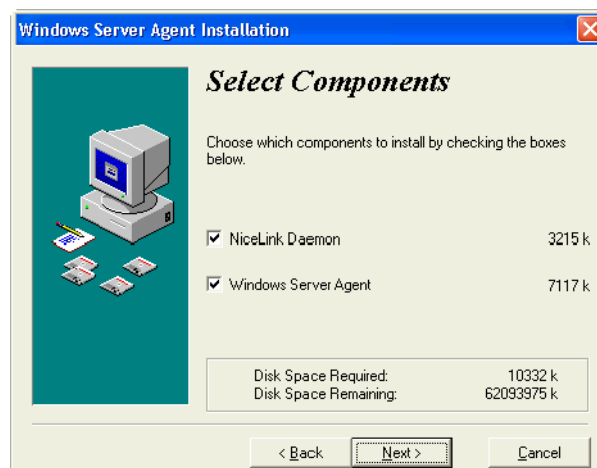 Windows Server Agent Installation
Select Components
Choose which components to install by checking the boxes
below.
NiceLink Daemon 3215 k
Windows Server Agent 7117 k
Disk Space Required: 10332 k
Disk Space Remaining: 62093975 k
< Back Next > Cancel